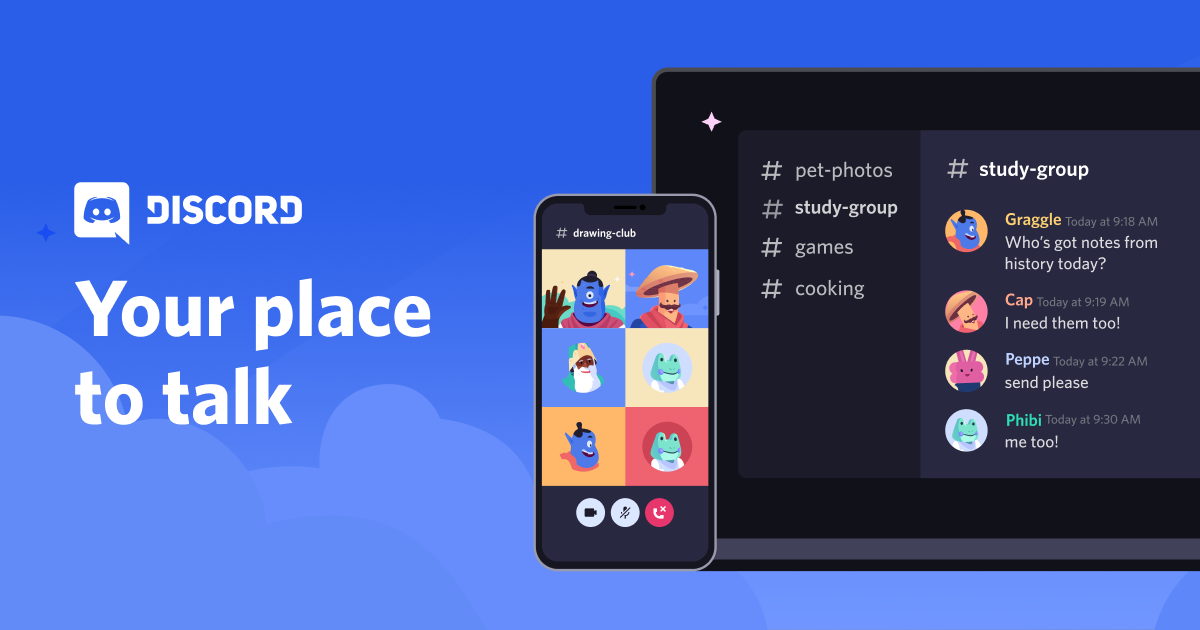 DISCORD
Your place
to talk
# drawing-club
# pet-photos
# study-group
# games
# cooking
# study-group
Graggle Today at 9:18 AM
Who's got notes from
history today?
Cap Today at 9:19 AM
I need them too!
Peppe Today at 9:22 AM
send please
Phibi Today at 9:30 AM
me too!